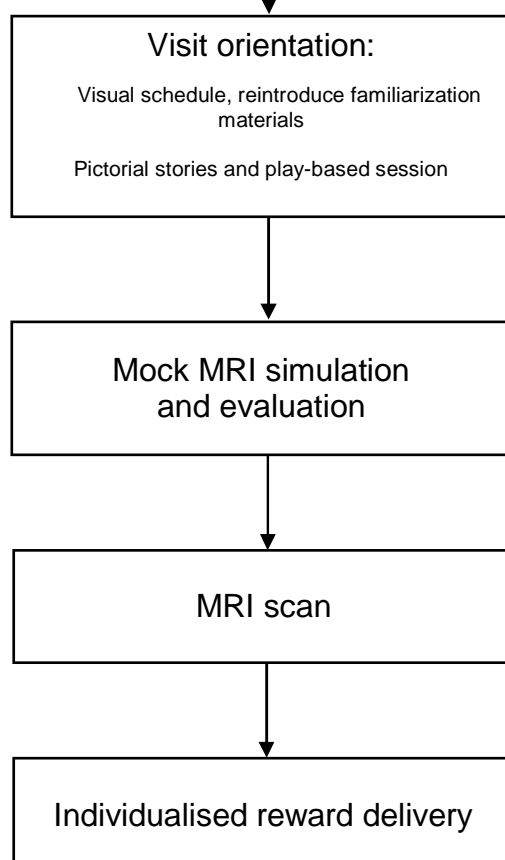 Visit orientation:
Visual schedule, reintroduce familiarization
materials
Pictorial stories and play-based session
Mock MRI simulation
and evaluation
MRI scan
Individualised reward delivery